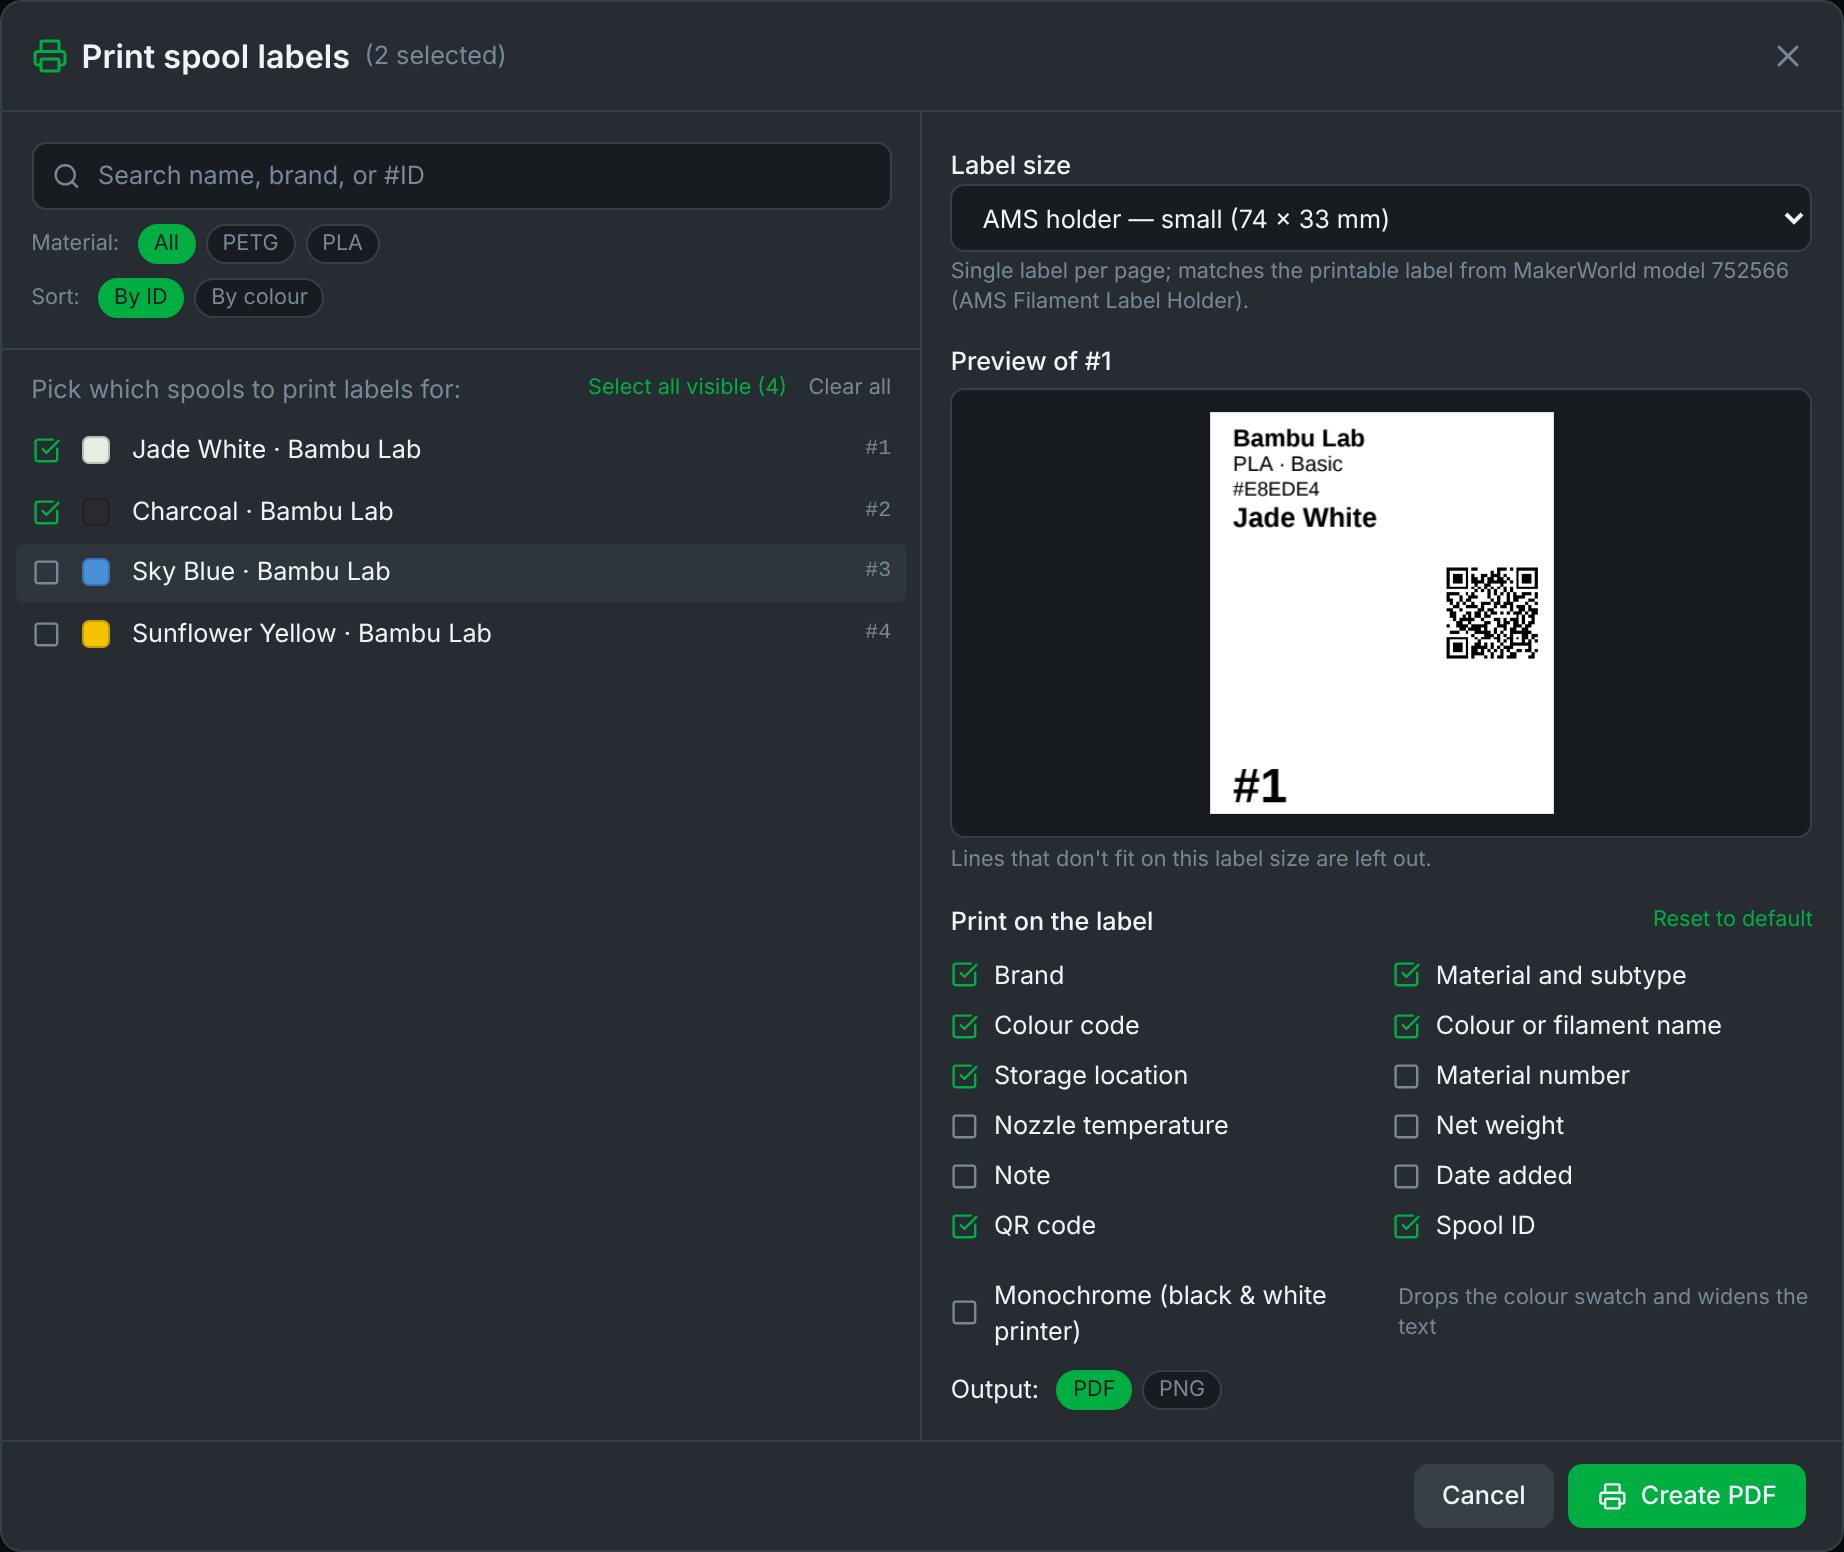 Print spool labels (2 selected)
Search name, brand, or #ID
Material: All PETG PLA
Sort: By ID By colour
Pick which spools to print labels for: Select all visible (4) Clear all
Jade White · Bambu Lab #1
Charcoal · Bambu Lab #2
Sky Blue · Bambu Lab #3
Sunflower Yellow · Bambu Lab #4
Label size
AMS holder — small (74 × 33 mm)
Single label per page; matches the printable label from MakerWorld model 752566
(AMS Filament Label Holder).
Preview of #1
Bambu Lab
PLA · Basic
#E8EDE4
Jade White
#1
Lines that don't fit on this label size are left out.
Print on the label Reset to default
Brand Material and subtype
Colour code Colour or filament name
Storage location Material number
Nozzle temperature Net weight
Note Date added
QR code Spool ID
Monochrome (black & white
printer)
Drops the colour swatch and widens the
text
Output: PDF PNG
Cancel Create PDF